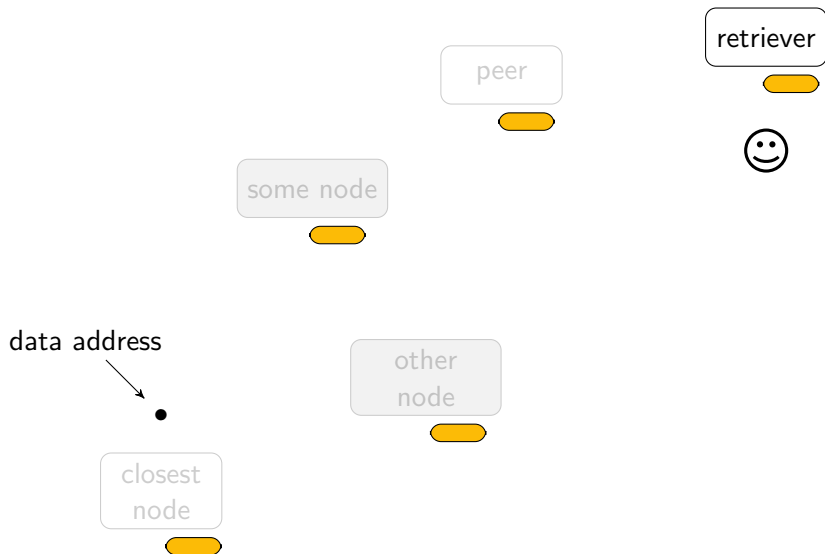 retriever
peer
some node
data address
other
node
closest
node